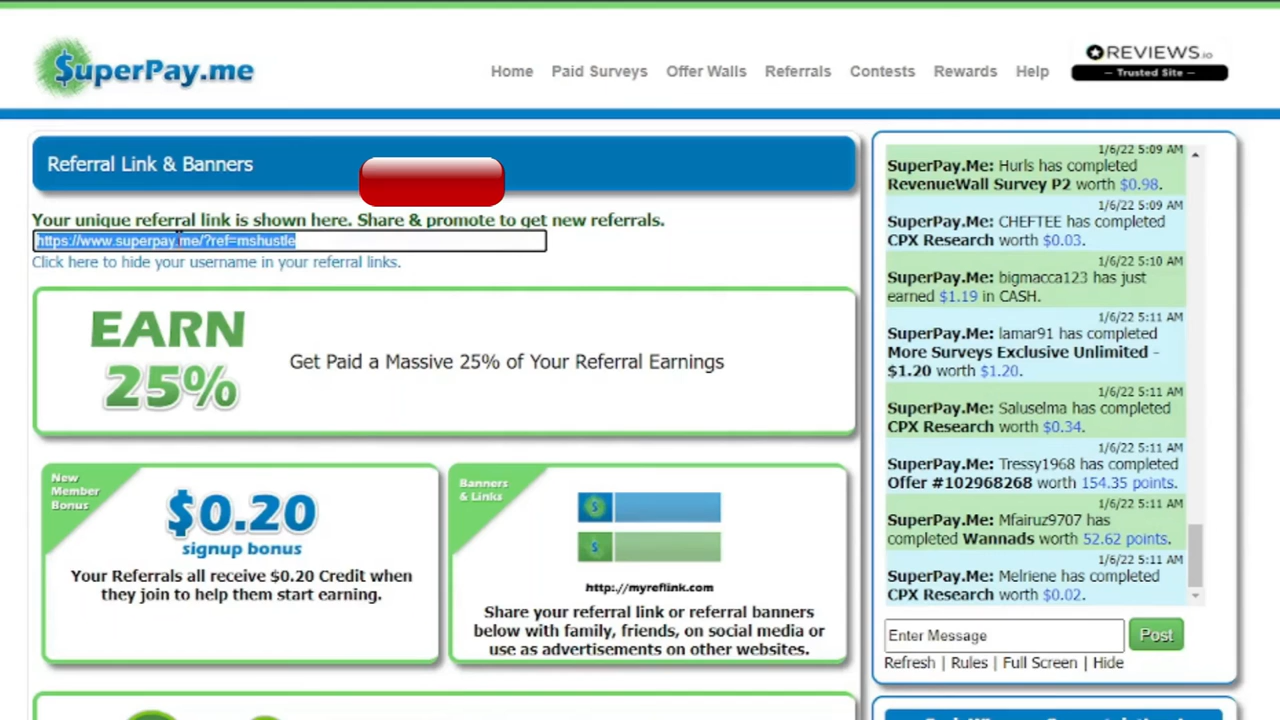 $uperPay.me
Home Paid Surveys Offer Walls Referrals Contests Rewards Help
REVIEWS.io
— Trusted Site —
Referral Link & Banners
Your unique referral link is shown here. Share & promote to get new referrals.
https://www.superpay.me/?ref=mshustle
Click here to hide your username in your referral links.
EARN
25%
Get Paid a Massive 25% of Your Referral Earnings
New
Member
Bonus
$0.20
signup bonus
Your Referrals all receive $0.20 Credit when
they join to help them start earning.
Banners
& Links
$
$
http://myreflink.com
Share your referral link or referral banners
below with family, friends, on social media or
use as advertisements on other websites.
1/6/22 5:09 AM
SuperPay.Me: Hurls has completed
RevenueWall Survey P2 worth $0.98.
1/6/22 5:09 AM
SuperPay.Me: CHEFTEE has completed
CPX Research worth $0.03.
1/6/22 5:10 AM
SuperPay.Me: bigmacca123 has just
earned $1.19 in CASH.
1/6/22 5:11 AM
SuperPay.Me: lamar91 has completed
More Surveys Exclusive Unlimited -
$1.20 worth $1.20.
1/6/22 5:11 AM
SuperPay.Me: Saluselma has completed
CPX Research worth $0.34.
1/6/22 5:11 AM
SuperPay.Me: Tressy1968 has completed
Offer #102968268 worth 154.35 points.
1/6/22 5:11 AM
SuperPay.Me: Mfairuz9707 has
completed Wannads worth 52.62 points.
1/6/22 5:11 AM
SuperPay.Me: Melriene has completed
CPX Research worth $0.02.
Enter Message Post
Refresh | Rules | Full Screen | Hide